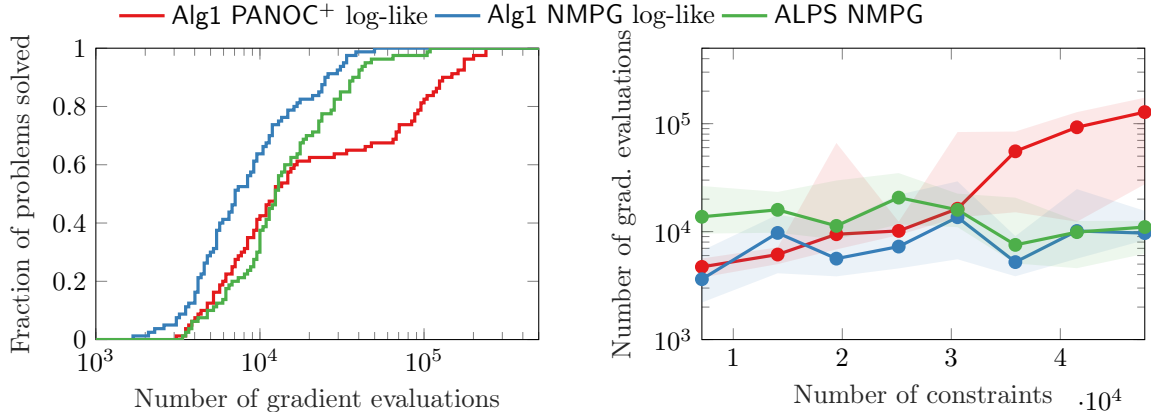 Alg1 PANOC⁺ log-like Alg1 NMPG log-like ALPS NMPG
Fraction of problems solved
1
0.8
0.6
0.4
0.2
0
10³ 10⁴ 10⁵
Number of gradient evaluations
Number of grad. evaluations
10⁵
10⁴
10³
1 2 3 4
Number of constraints ·10⁴